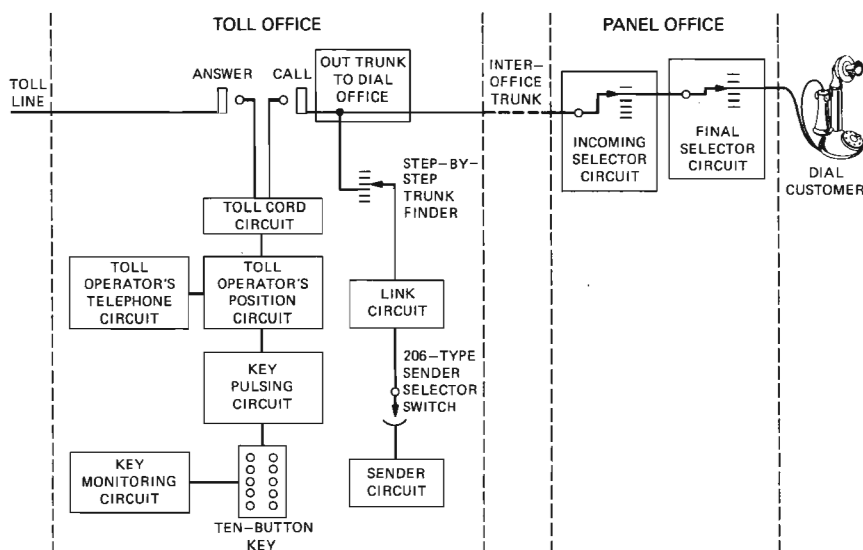 TOLL OFFICE
PANEL OFFICE
TOLL
LINE
ANSWER
CALL
OUT TRUNK
TO DIAL
OFFICE
INTER–
OFFICE
TRUNK
INCOMING
SELECTOR
CIRCUIT
FINAL
SELECTOR
CIRCUIT
DIAL
CUSTOMER
STEP–BY–
STEP
TRUNK
FINDER
TOLL CORD
CIRCUIT
TOLL
OPERATOR'S
TELEPHONE
CIRCUIT
TOLL
OPERATOR'S
POSITION
CIRCUIT
LINK
CIRCUIT
206–TYPE
SENDER
SELECTOR
SWITCH
KEY
PULSING
CIRCUIT
KEY
MONITORING
CIRCUIT
SENDER
CIRCUIT
TEN–BUTTON
KEY